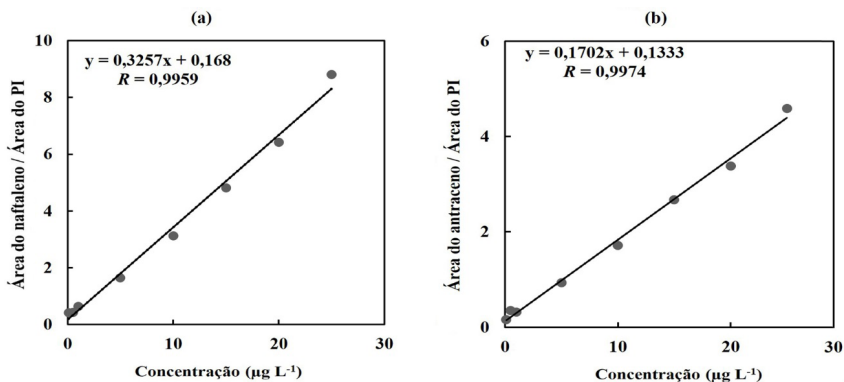 (a)
y = 0,3257x + 0,168
R = 0,9959
Área do naftaleno / Área do PI
10
8
6
4
2
0
0 10 20 30
Concentração (µg L⁻¹)
(b)
y = 0,1702x + 0,1333
R = 0,9974
Área do antraceno / Área do PI
6
4
2
0
0 10 20 30
Concentração (µg L⁻¹)